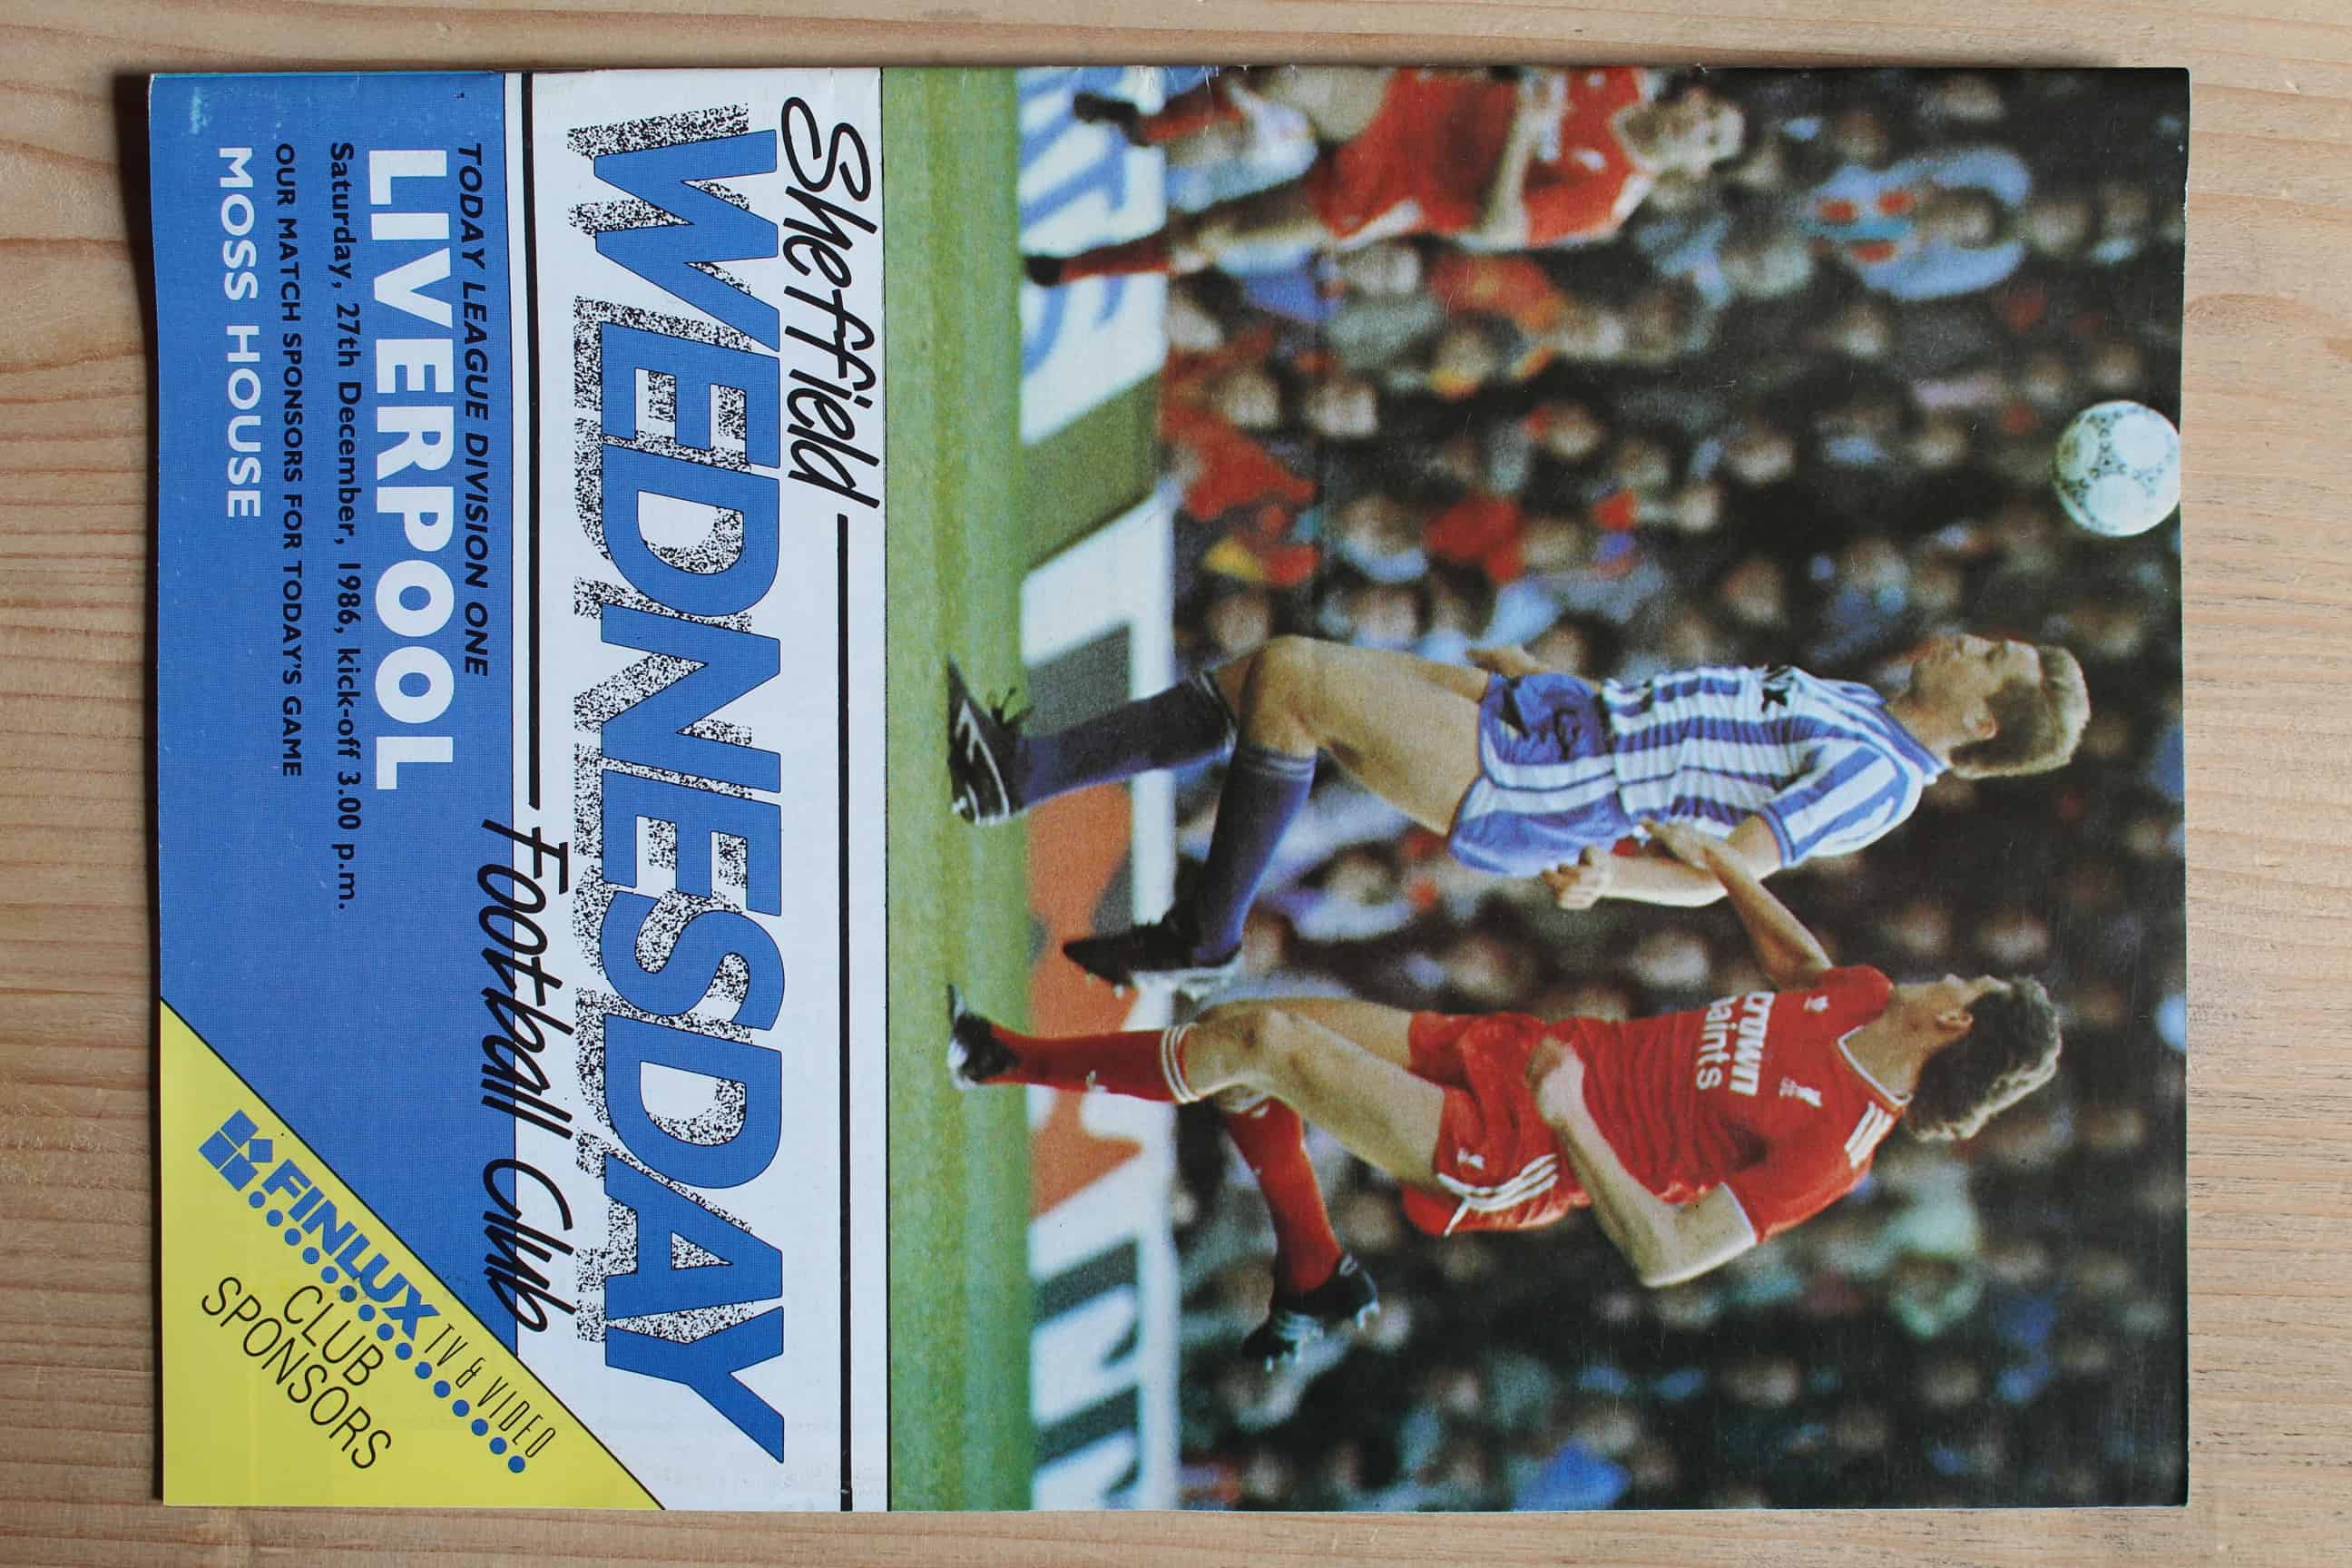 crown
paints
Sheffield
WEDNESDAY
Football Club
TODAY LEAGUE DIVISION ONE
LIVERPOOL
Saturday, 27th December, 1986, kick-off 3.00 p.m.
OUR MATCH SPONSORS FOR TODAY'S GAME
MOSS HOUSE
FINLUX TV & VIDEO
CLUB
SPONSORS